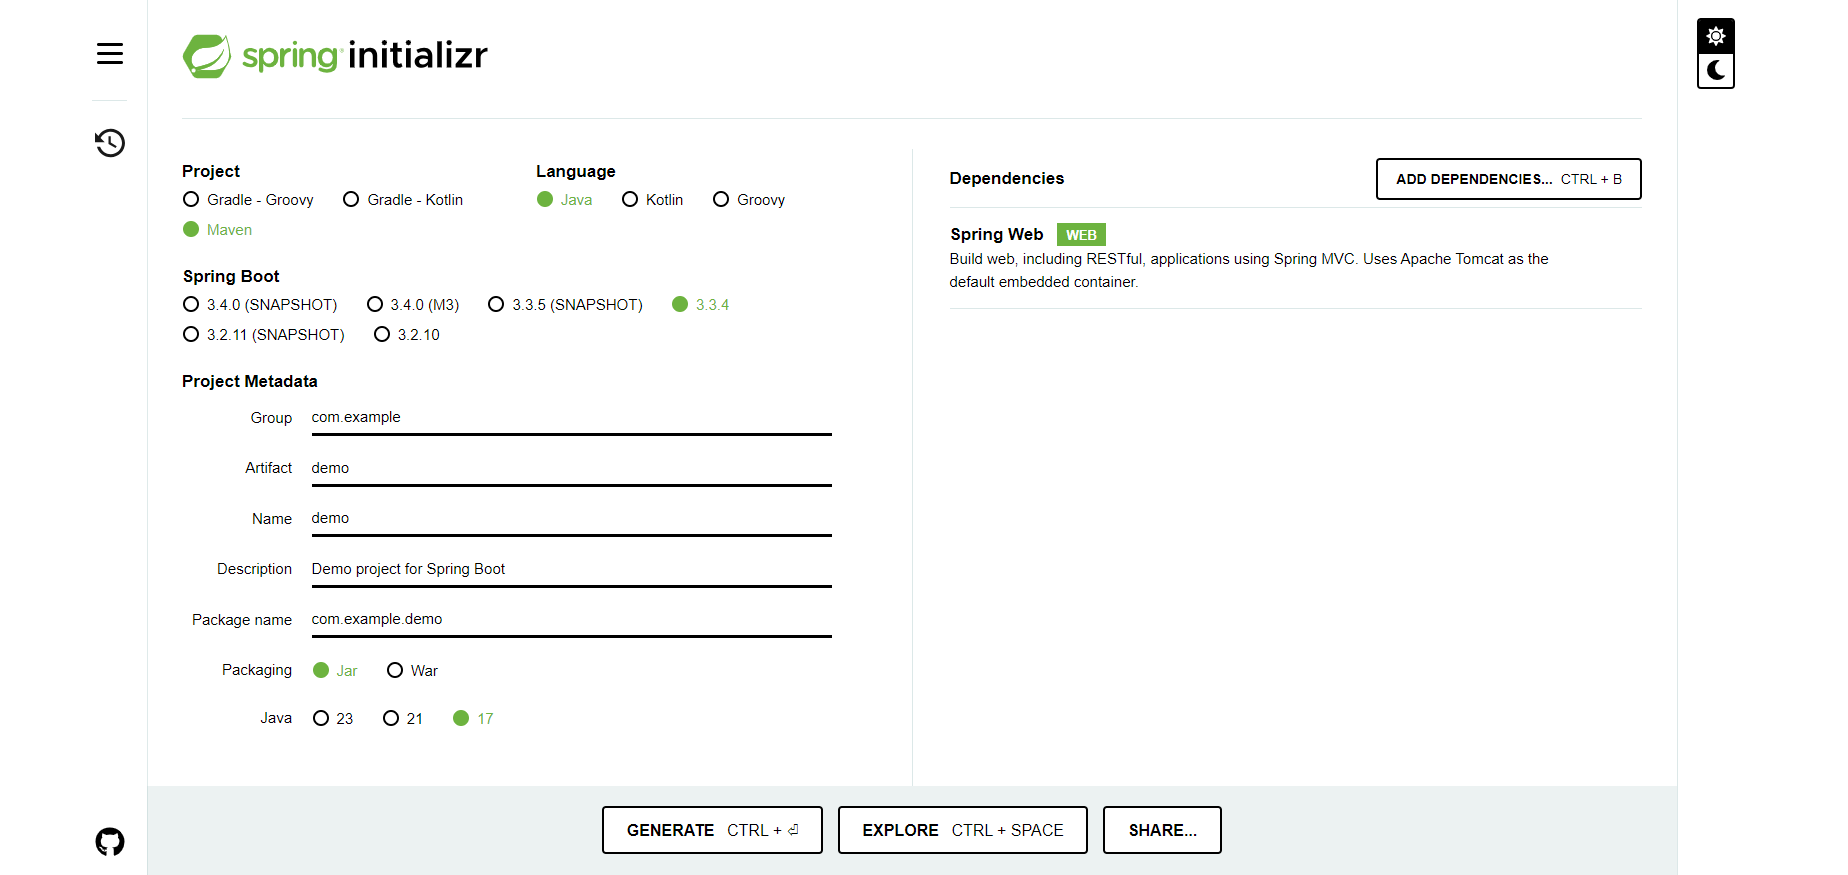 spring initializr
Project
Gradle - Groovy Gradle - Kotlin
Maven
Language
Java Kotlin Groovy
Spring Boot
3.4.0 (SNAPSHOT) 3.4.0 (M3) 3.3.5 (SNAPSHOT) 3.3.4
3.2.11 (SNAPSHOT) 3.2.10
Project Metadata
Group com.example
Artifact demo
Name demo
Description Demo project for Spring Boot
Package name com.example.demo
Packaging Jar War
Java 23 21 17
Dependencies ADD DEPENDENCIES... CTRL + B
Spring Web WEB
Build web, including RESTful, applications using Spring MVC. Uses Apache Tomcat as the
default embedded container.
GENERATE CTRL + ⏎ EXPLORE CTRL + SPACE SHARE...